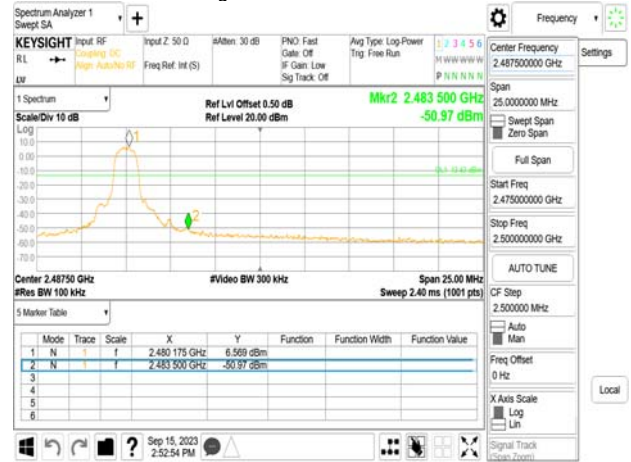 Spectrum Analyzer 1
Swept SA
Frequency
KEYSIGHT
Input: RF
Coupling: DC
Align: Auto/No RF
Input Z: 50 Ω
Freq Ref: Int (S)
#Atten: 30 dB
PNO: Fast
Gate: Off
IF Gain: Low
Sig Track: Off
Avg Type: Log-Power
Trig: Free Run
1 2 3 4 5 6
M W W W W W
P N N N N N
RL
LXI
Settings
Center Frequency
2.487500000 GHz
Span
25.0000000 MHz
Swept Span
Zero Span
Full Span
Start Freq
2.475000000 GHz
Stop Freq
2.500000000 GHz
AUTO TUNE
CF Step
2.500000 MHz
Auto
Man
Freq Offset
0 Hz
X Axis Scale
Log
Lin
Signal Track
(Span Zoom)
Local
1 Spectrum
Scale/Div 10 dB
Ref Lvl Offset 0.50 dB
Ref Level 20.00 dBm
Mkr2 2.483 500 GHz
-50.97 dBm
Log
10.0
0.00
-10.0
-20.0
-30.0
-40.0
-50.0
-60.0
-70.0
1
2
Center 2.48750 GHz
#Res BW 100 kHz
#Video BW 300 kHz
Span 25.00 MHz
Sweep 2.40 ms (1001 pts)
5 Marker Table
Mode Trace Scale X Y Function Function Width Function Value
1 N 1 f 2.480 175 GHz 6.569 dBm
2 N 1 f 2.483 500 GHz -50.97 dBm
3
4
5
6
?
Sep 15, 2023
2:52:54 PM